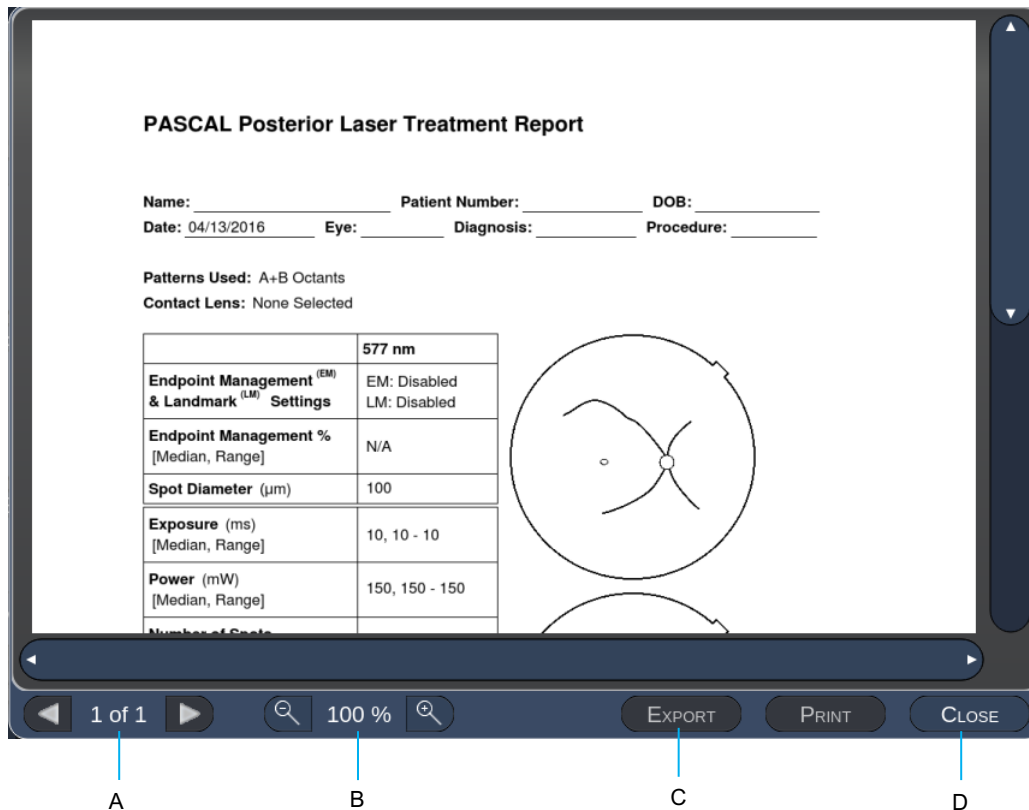 PASCAL Posterior Laser Treatment Report
Name: Patient Number: DOB:
Date: 04/13/2016 Eye: Diagnosis: Procedure:
Patterns Used: A+B Octants
Contact Lens: None Selected
577 nm
Endpoint Management (EM)
& Landmark (LM) Settings
EM: Disabled
LM: Disabled
Endpoint Management %
[Median, Range]
N/A
Spot Diameter (µm) 100
Exposure (ms)
[Median, Range]
10, 10 - 10
Power (mW)
[Median, Range]
150, 150 - 150
Number of Spots
1 of 1 100 % EXPORT PRINT CLOSE
A B C D